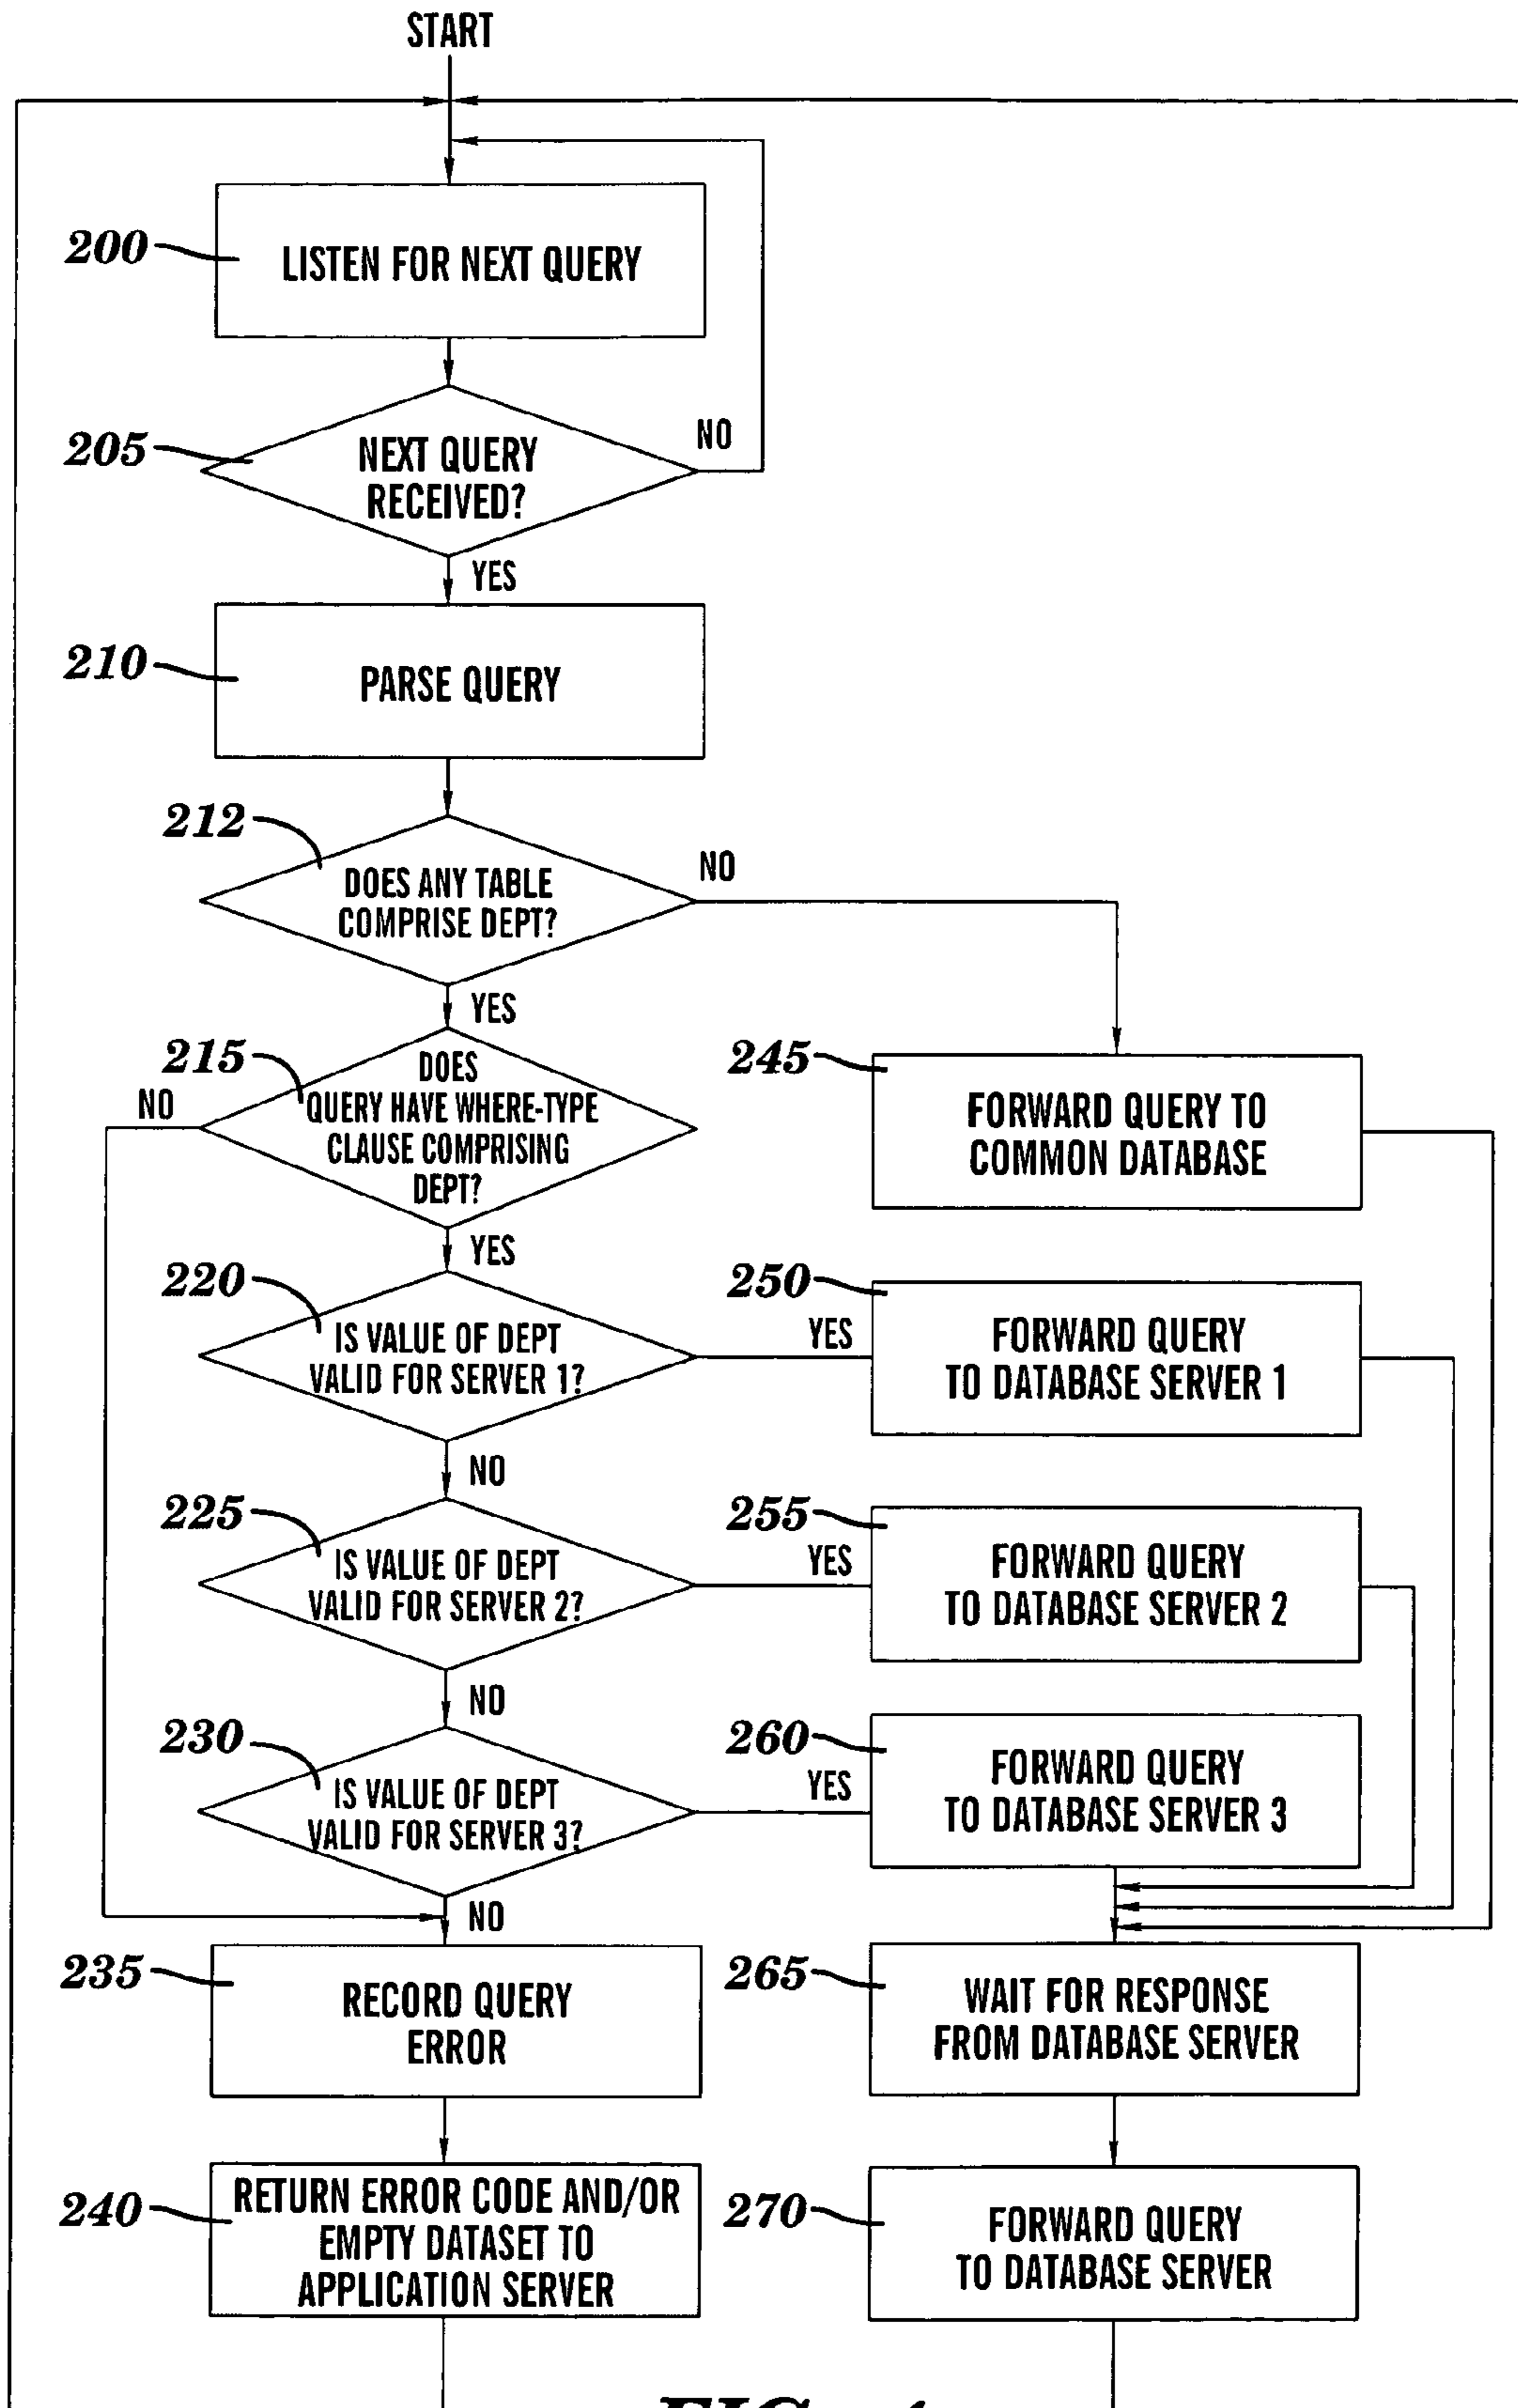 START
200
LISTEN FOR NEXT QUERY
205
NEXT QUERY
RECEIVED?
NO
YES
210
PARSE QUERY
212
DOES ANY TABLE
COMPRISE DEPT?
NO
YES
215
DOES
QUERY HAVE WHERE-TYPE
CLAUSE COMPRISING
DEPT?
NO
YES
245
FORWARD QUERY TO
COMMON DATABASE
220
IS VALUE OF DEPT
VALID FOR SERVER 1?
YES
NO
250
FORWARD QUERY
TO DATABASE SERVER 1
225
IS VALUE OF DEPT
VALID FOR SERVER 2?
YES
NO
255
FORWARD QUERY
TO DATABASE SERVER 2
230
IS VALUE OF DEPT
VALID FOR SERVER 3?
YES
NO
260
FORWARD QUERY
TO DATABASE SERVER 3
235
RECORD QUERY
ERROR
265
WAIT FOR RESPONSE
FROM DATABASE SERVER
240
RETURN ERROR CODE AND/OR
EMPTY DATASET TO
APPLICATION SERVER
270
FORWARD QUERY
TO DATABASE SERVER